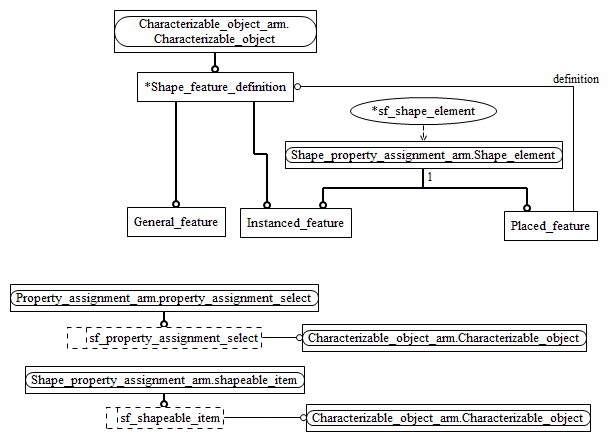 Characterizable_object_arm.
Characterizable_object
*Shape_feature_definition
definition
*sf_shape_element
Shape_property_assignment_arm.Shape_element
1
General_feature
Instanced_feature
Placed_feature
Property_assignment_arm.property_assignment_select
sf_property_assignment_select
Characterizable_object_arm.Characterizable_object
Shape_property_assignment_arm.shapeable_item
sf_shapeable_item
Characterizable_object_arm.Characterizable_object